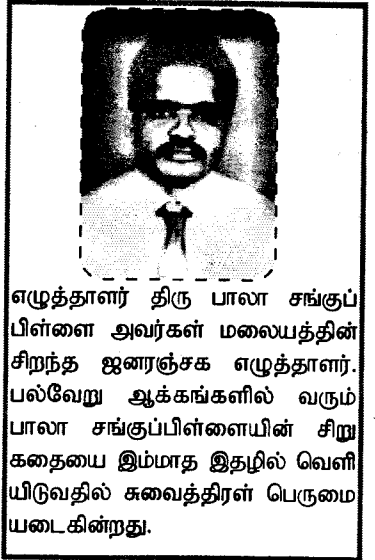 எழுத்தாளர் திரு பாலா சங்குப்
பிள்ளை அவர்கள் மலையத்தின்
சிறந்த ஜனரஞ்சக எழுத்தாளர்.
பல்வேறு ஆக்கங்களில் வரும்
பாலா சங்குப்பிள்ளையின் சிறு
கதையை இம்மாத இதழில் வெளி
யிடுவதில் சுவைத்திரள் பெருமை
யடைகின்றது.